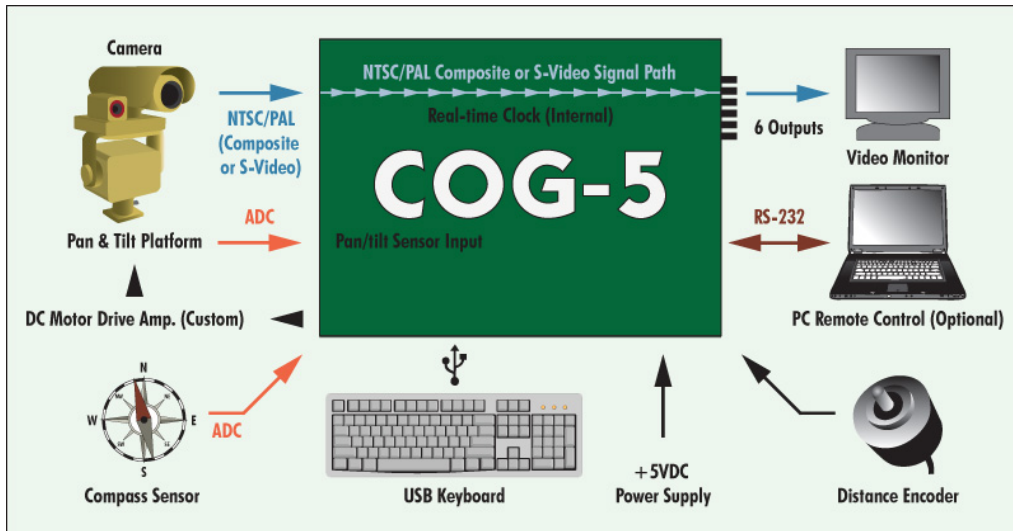 Camera
NTSC/PAL
(Composite
or S-Video)
ADC
Pan & Tilt Platform
DC Motor Drive Amp. (Custom)
N
W
E
S
ADC
Compass Sensor
NTSC/PAL Composite or S-Video Signal Path
Real-time Clock (Internal)
COG-5
Pan/tilt Sensor Input
USB Keyboard
+5VDC
Power Supply
6 Outputs
Video Monitor
RS-232
PC Remote Control (Optional)
Distance Encoder